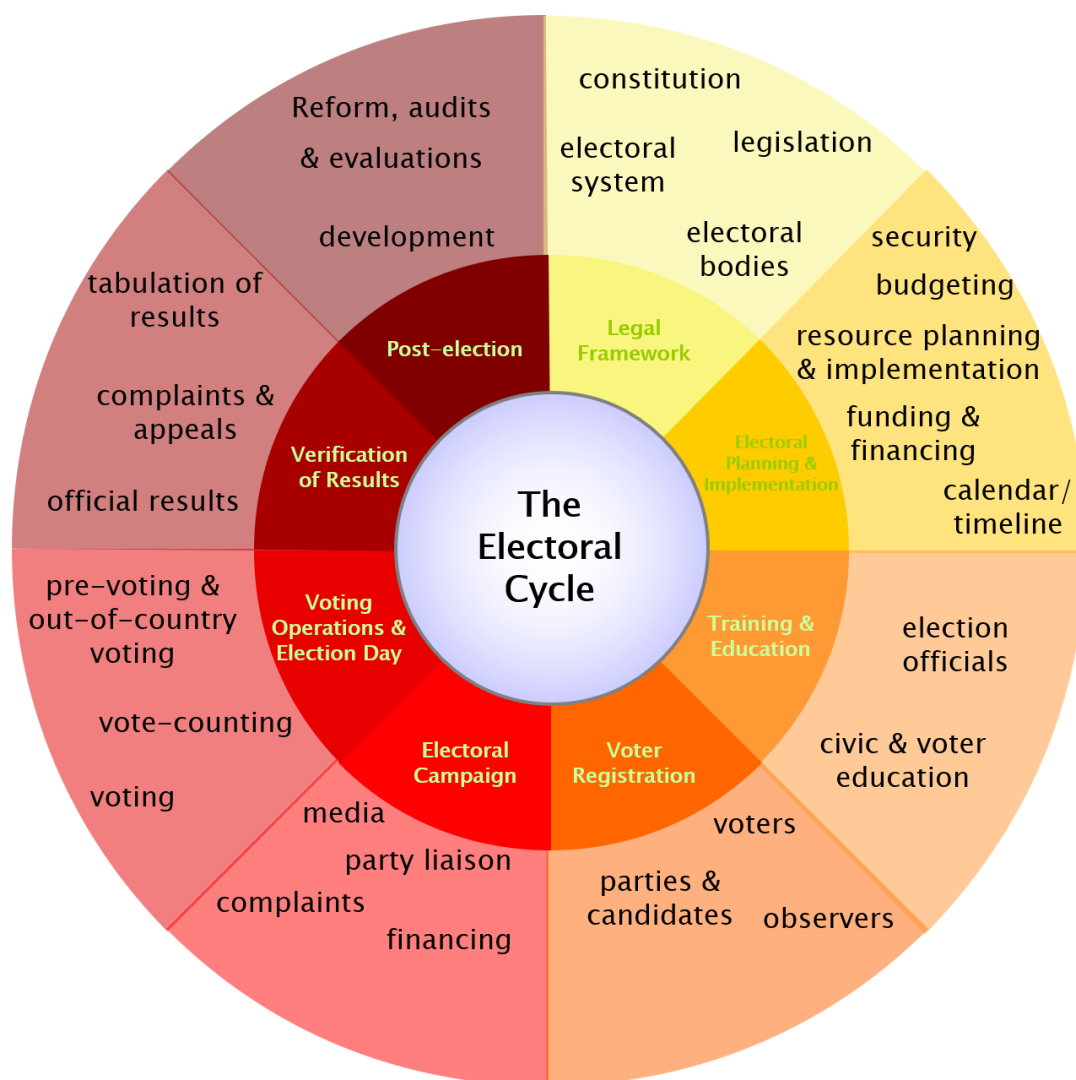 The
Electoral
Cycle
Legal
Framework
constitution
legislation
electoral
system
electoral
bodies
Electoral
Planning &
Implementation
security
budgeting
resource planning
& implementation
funding &
financing
calendar/
timeline
Training &
Education
election
officials
civic & voter
education
Voter
Registration
voters
parties &
candidates
observers
Electoral
Campaign
media
party liaison
complaints
financing
Voting
Operations &
Election Day
pre-voting &
out-of-country
voting
vote-counting
voting
Verification
of Results
tabulation of
results
complaints &
appeals
official results
Post-election
Reform, audits
& evaluations
development